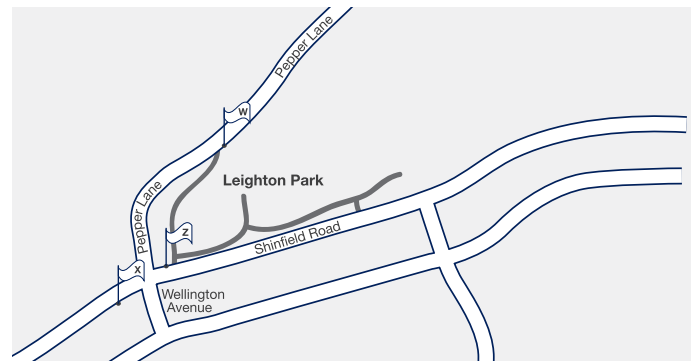 Pepper Lane
W
Leighton Park
Pepper Lane
Z
Shinfield Road
X
Wellington
Avenue